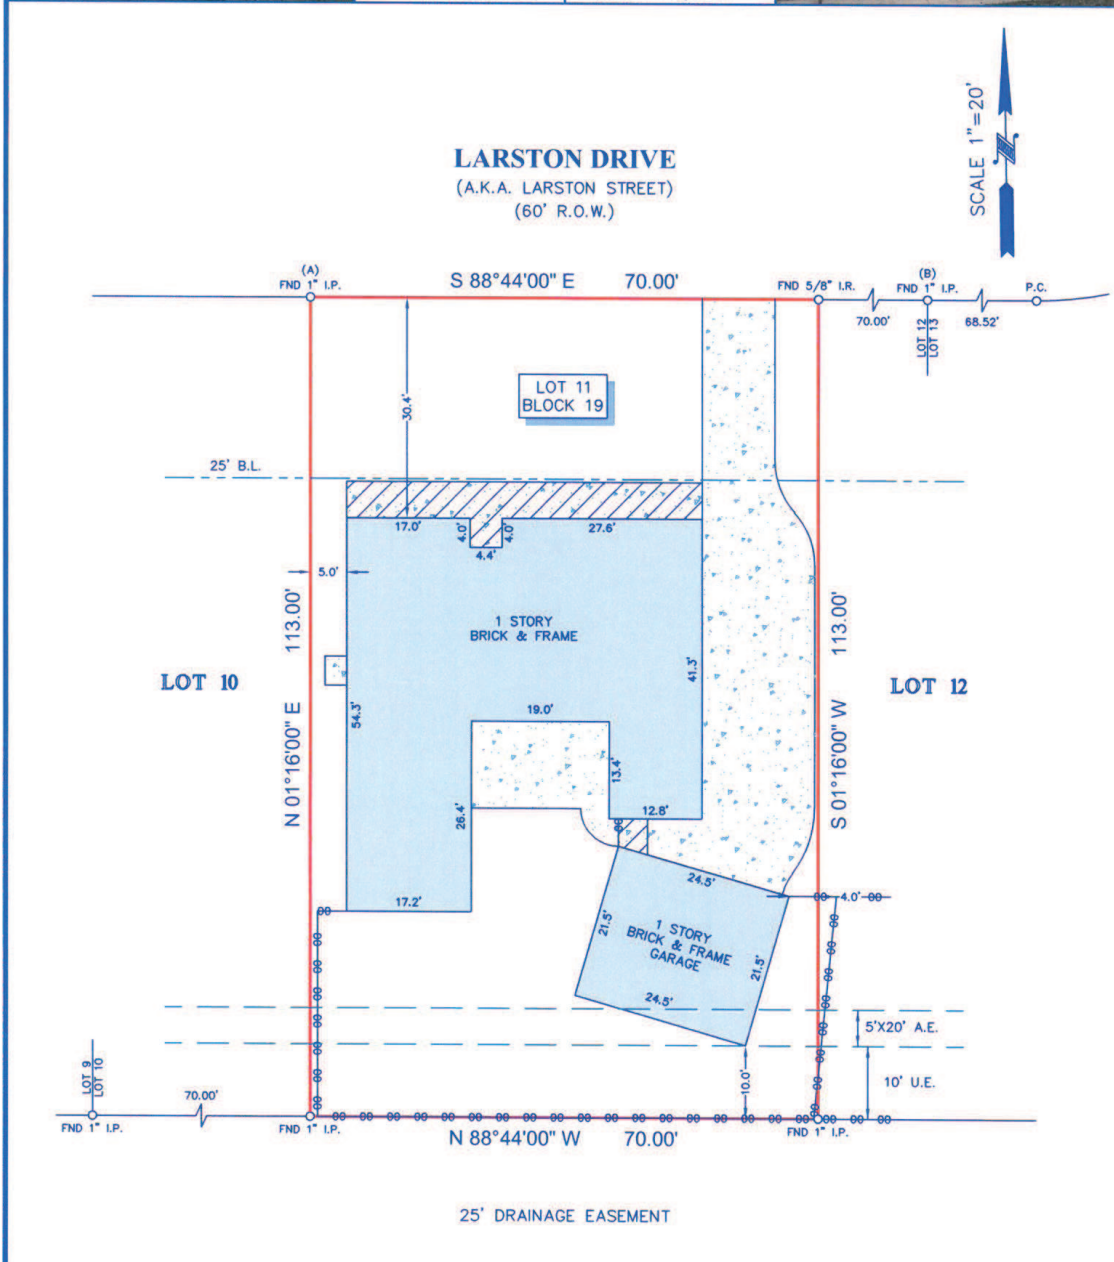 SCALE 1"=20'
LARSTON DRIVE
(A.K.A. LARSTON STREET)
(60' R.O.W.)
(A)
FND 1" I.P.
S 88°44'00" E 70.00'
FND 5/8" I.R.
(B)
FND 1" I.P.
P.C.
70.00'
68.52'
LOT 12
LOT 13
LOT 11
BLOCK 19
30.4'
25' B.L.
17.0'
4.0'
4.4'
4.0'
27.6'
5.0'
1 STORY
BRICK & FRAME
N 01°16'00" E 113.00'
S 01°16'00" W 113.00'
LOT 10
LOT 12
54.3'
41.3'
19.0'
13.4'
26.4'
12.8'
17.2'
24.5'
4.0'
21.5'
1 STORY
BRICK & FRAME
GARAGE
21.5'
24.5'
5'X20' A.E.
10' U.E.
10.0'
LOT 9
LOT 10
70.00'
FND 1" I.P.
FND 1" I.P.
N 88°44'00" W 70.00'
FND 1" I.P.
25' DRAINAGE EASEMENT